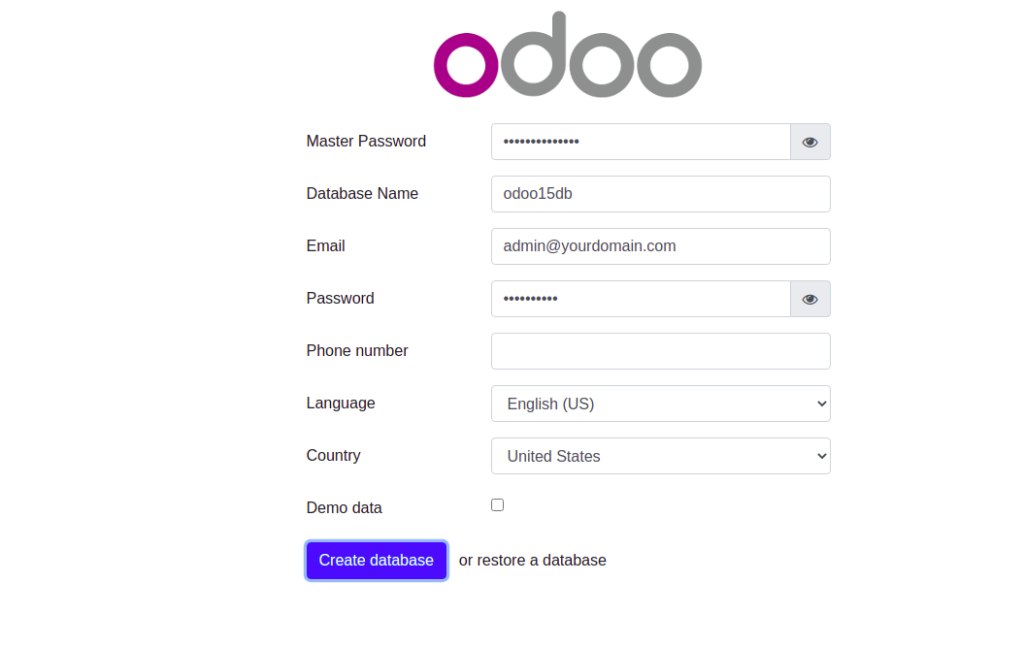 odoo
Master Password ••••••••••••••
Database Name odoo15db
Email admin@yourdomain.com
Password ••••••••••
Phone number
Language English (US)
Country United States
Demo data
Create database or restore a database